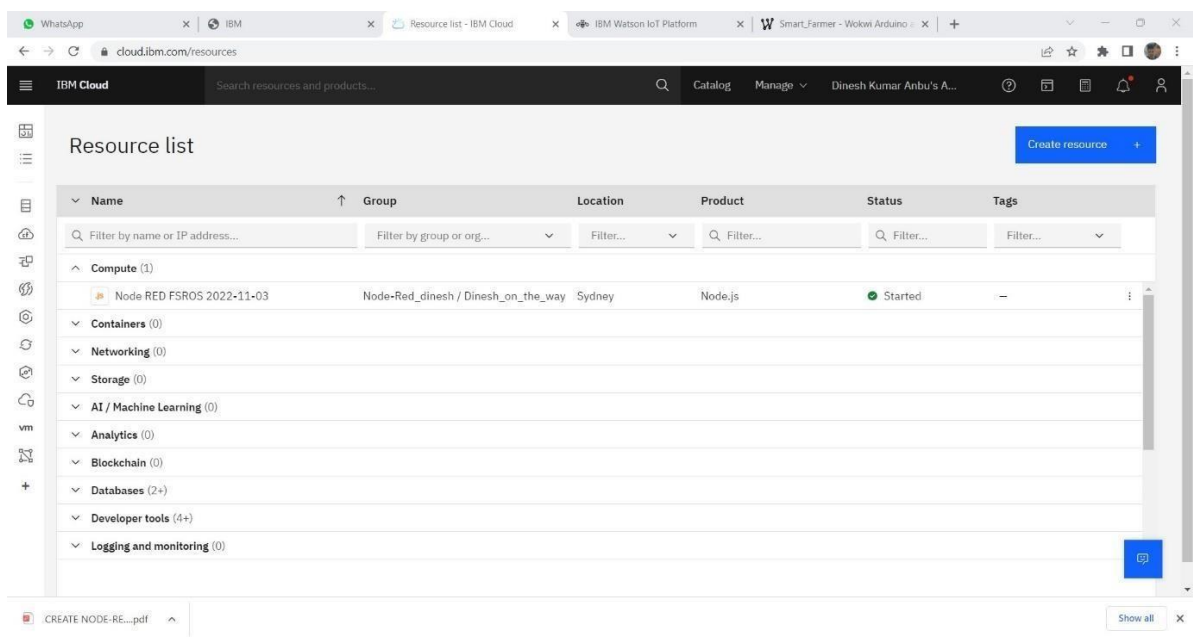 WhatsApp
IBM
Resource list - IBM Cloud
IBM Watson IoT Platform
Smart_Farmer - Wokwi Arduino
cloud.ibm.com/resources
IBM Cloud
Search resources and products...
Catalog
Manage
Dinesh Kumar Anbu's A...
Resource list
Create resource +
Name
Group
Location
Product
Status
Tags
Filter by name or IP address...
Filter by group or org...
Filter...
Filter...
Filter...
Filter...
Compute (1)
Node RED FSROS 2022-11-03
Node-Red_dinesh / Dinesh_on_the_way
Sydney
Node.js
Started
–
Containers (0)
Networking (0)
Storage (0)
AI / Machine Learning (0)
vm
Analytics (0)
Blockchain (0)
Databases (2+)
Developer tools (4+)
Logging and monitoring (0)
CREATE NODE-RE....pdf
Show all